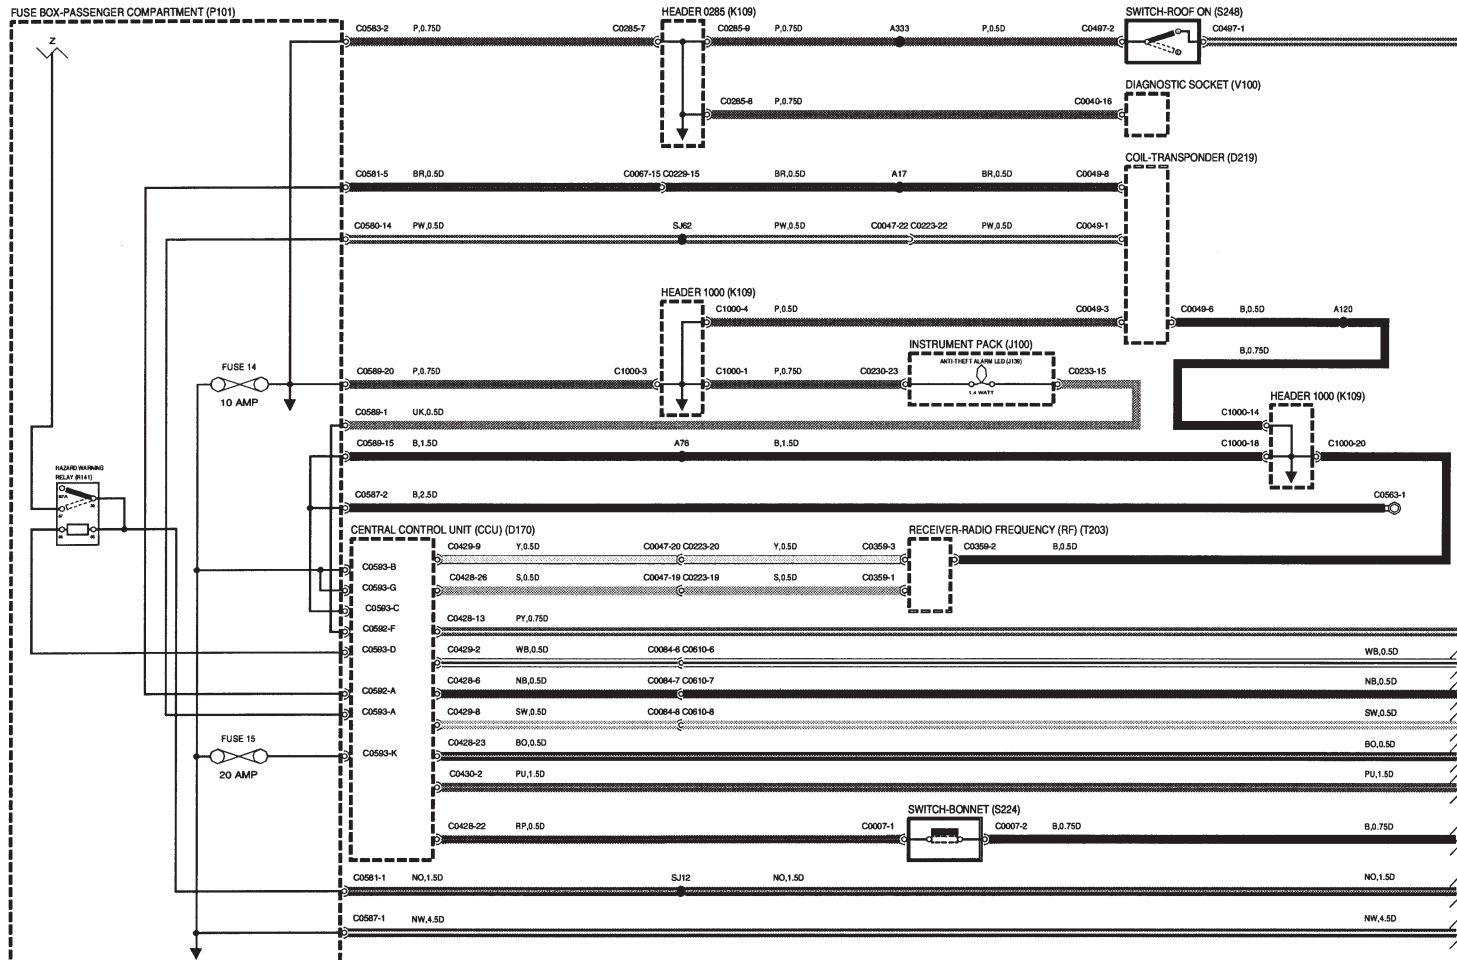 FUSE BOX-PASSENGER COMPARTMENT (P101)
HEADER 0285 (K109)
SWITCH-ROOF ON (S248)
Z
C0583-2 P,0.75D C0285-7 C0285-9 P,0.75D A333 P,0.5D C0497-2 C0497-1
DIAGNOSTIC SOCKET (V100)
C0285-8 P,0.75D C0040-16
COIL-TRANSPONDER (D219)
C0581-5 BR,0.5D C0067-15 C0229-15 BR,0.5D A17 BR,0.5D C0049-8
C0580-14 PW,0.5D SJ62 PW,0.5D C0047-22 C0223-22 PW,0.5D C0049-1
HEADER 1000 (K109)
C1000-4 P,0.5D C0049-3 C0049-6 B,0.5D A120
INSTRUMENT PACK (J100)
B,0.75D
ANTI-THEFT ALARM LED (J139)
FUSE 14
C0589-20 P,0.75D C1000-3 C1000-1 P,0.75D C0230-23 C0233-15
1.4 WATT
10 AMP
HEADER 1000 (K109)
C0589-1 UK,0.5D C1000-14
C0589-15 B,1.5D A76 B,1.5D C1000-18 C1000-20
HAZARD WARNING
RELAY (R141)
87A
30
87
86
85
C0587-2 B,2.5D C0563-1
CENTRAL CONTROL UNIT (CCU) (D170)
RECEIVER-RADIO FREQUENCY (RF) (T203)
C0429-9 Y,0.5D C0047-20 C0223-20 Y,0.5D C0359-3 C0359-2 B,0.5D
C0593-B
C0428-26 S,0.5D C0047-19 C0223-19 S,0.5D C0359-1
C0593-G
C0593-C
C0428-13 PY,0.75D
C0592-F
C0593-D
C0429-2 WB,0.5D C0084-6 C0610-6 WB,0.5D
C0428-6 NB,0.5D C0084-7 C0610-7 NB,0.5D
C0592-A
C0593-A
C0429-8 SW,0.5D C0084-8 C0610-8 SW,0.5D
FUSE 15
C0428-23 BO,0.5D BO,0.5D
C0593-K
20 AMP
C0430-2 PU,1.5D PU,1.5D
SWITCH-BONNET (S224)
C0428-22 RP,0.5D C0007-1 C0007-2 B,0.75D B,0.75D
C0581-1 NO,1.5D SJ12 NO,1.5D NO,1.5D
C0587-1 NW,4.5D NW,4.5D